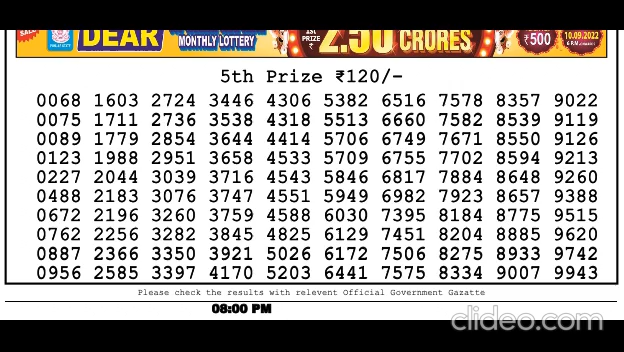 SALE
DEAR
MONTHLY LOTTERY
1ST PRIZE ₹ 2.50 CRORES
₹500
10.09.2022
5th Prize ₹120/-
0068 1603 2724 3446 4306 5382 6516 7578 8357 9022
0075 1711 2736 3538 4318 5513 6660 7582 8539 9119
0089 1779 2854 3644 4414 5706 6749 7671 8550 9126
0123 1988 2951 3658 4533 5709 6755 7702 8594 9213
0227 2044 3039 3716 4543 5846 6817 7884 8648 9260
0488 2183 3076 3747 4551 5949 6982 7923 8657 9388
0672 2196 3260 3759 4588 6030 7395 8184 8775 9515
0762 2256 3282 3845 4825 6129 7451 8204 8885 9620
0887 2366 3350 3921 5026 6172 7506 8275 8933 9742
0956 2585 3397 4170 5203 6441 7575 8334 9007 9943
Please check the results with relevent Official Government Gazatte
08:00 PM
clideo.com